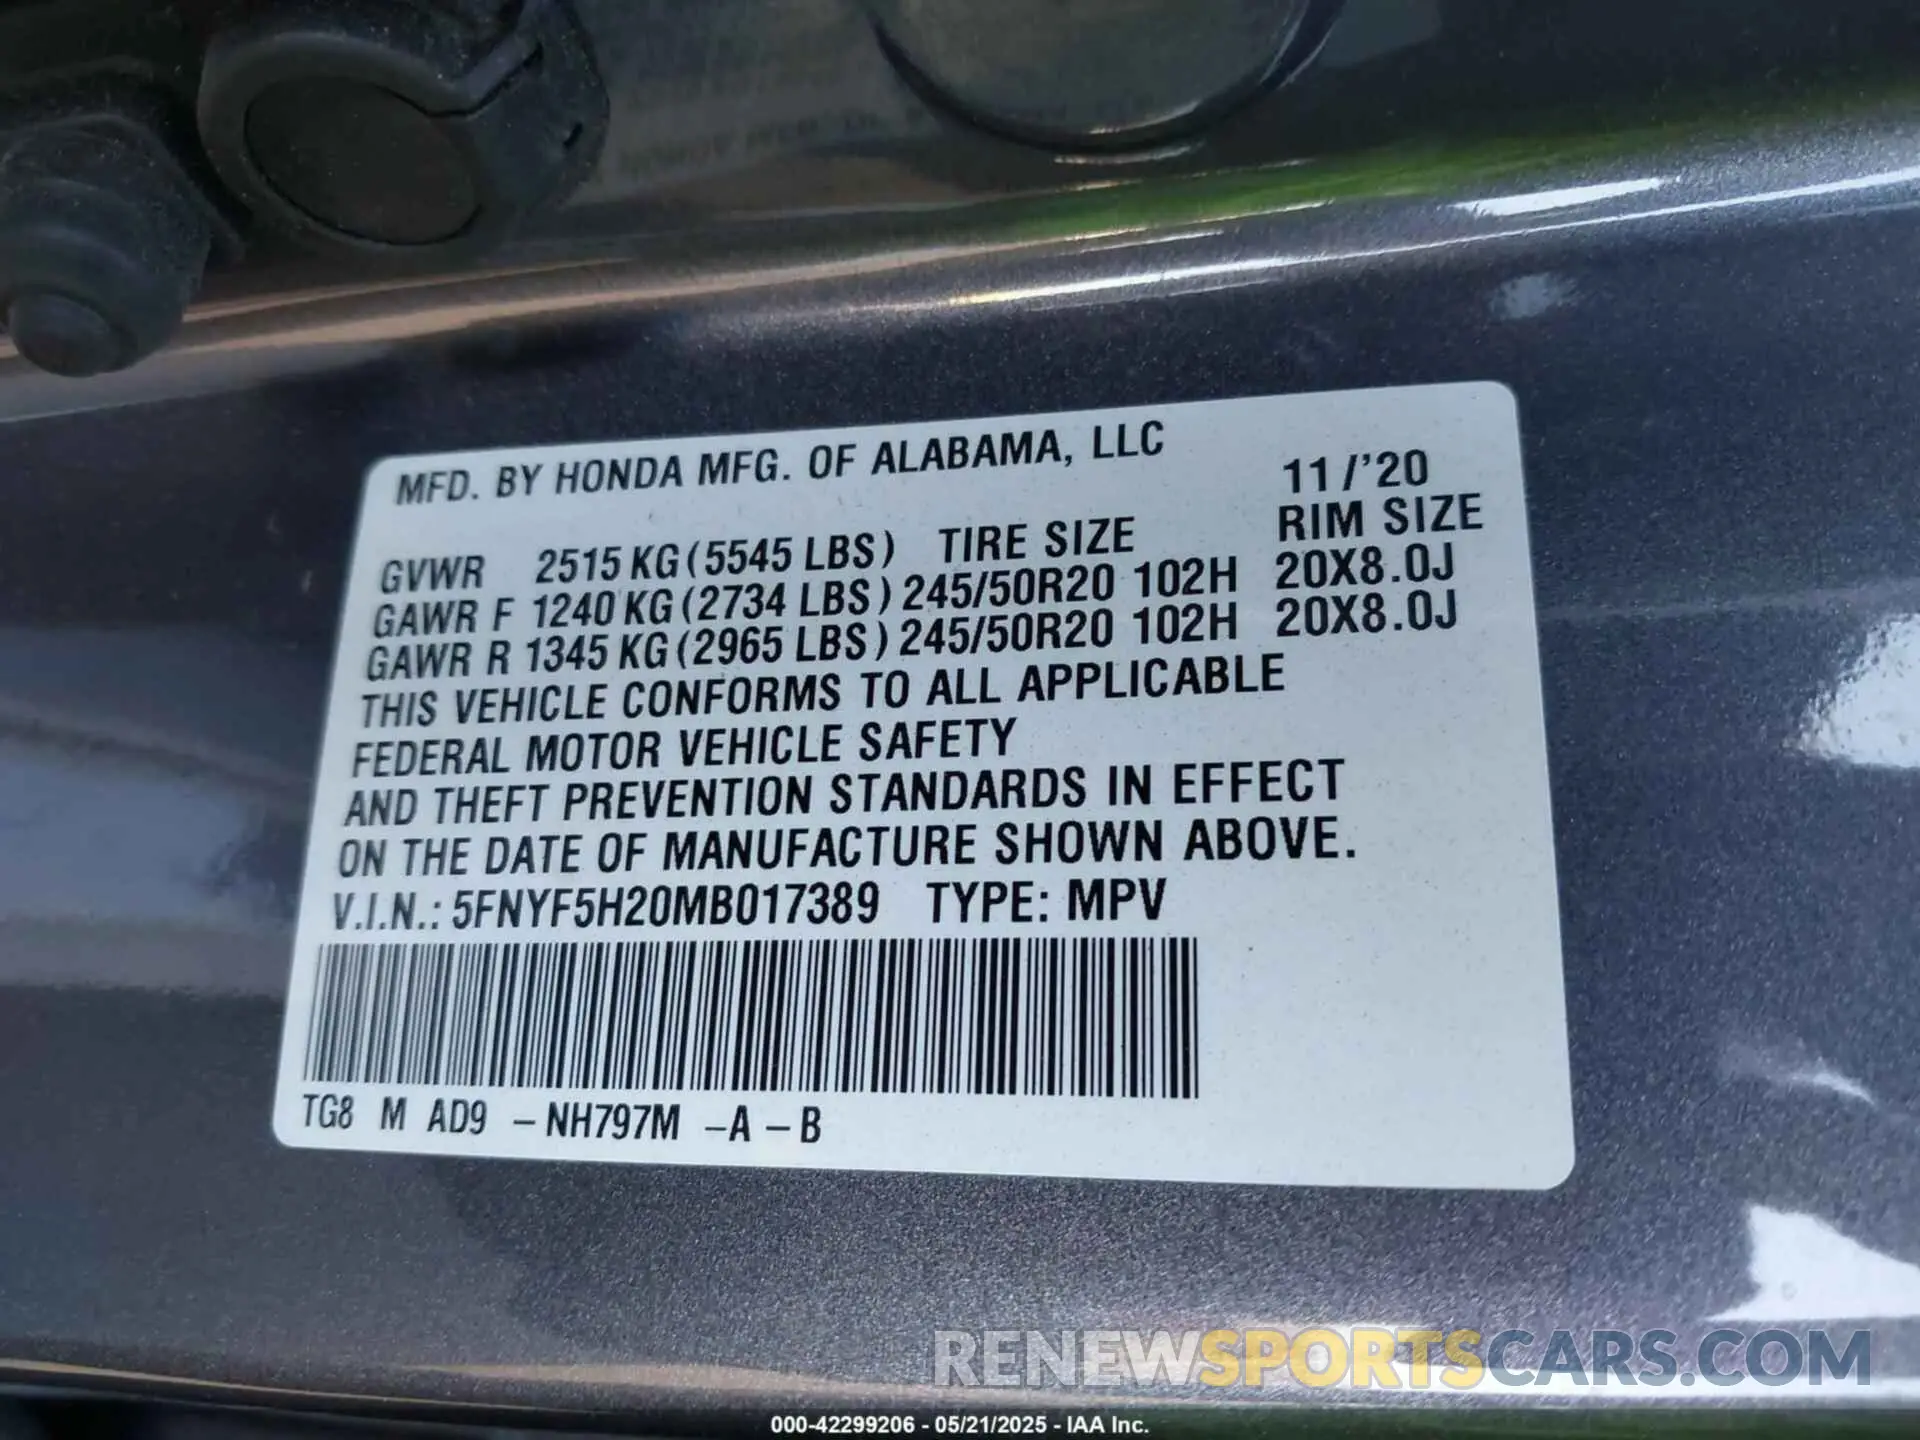 MFD. BY HONDA MFG. OF ALABAMA, LLC 11/'20
GVWR 2515 KG (5545 LBS) TIRE SIZE RIM SIZE
GAWR F 1240 KG (2734 LBS) 245/50R20 102H 20X8.0J
GAWR R 1345 KG (2965 LBS) 245/50R20 102H 20X8.0J
THIS VEHICLE CONFORMS TO ALL APPLICABLE
FEDERAL MOTOR VEHICLE SAFETY
AND THEFT PREVENTION STANDARDS IN EFFECT
ON THE DATE OF MANUFACTURE SHOWN ABOVE.
V.I.N.: 5FNYF5H20MB017389 TYPE: MPV
TG8 M AD9 -NH797M -A -B
RENEWSPORTSCARS.COM
000-42299206 - 05/21/2025 - IAA Inc.